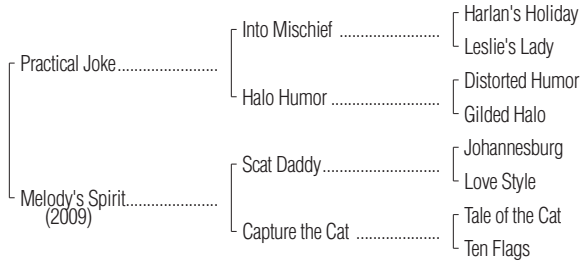 Harlan's Holiday
Into Mischief ....................
Leslie's Lady
Practical Joke....................
Distorted Humor
Halo Humor ......................
Gilded Halo
Johannesburg
Scat Daddy.......................
Love Style
Melody's Spirit..................
(2009)
Tale of the Cat
Capture the Cat ................
Ten Flags